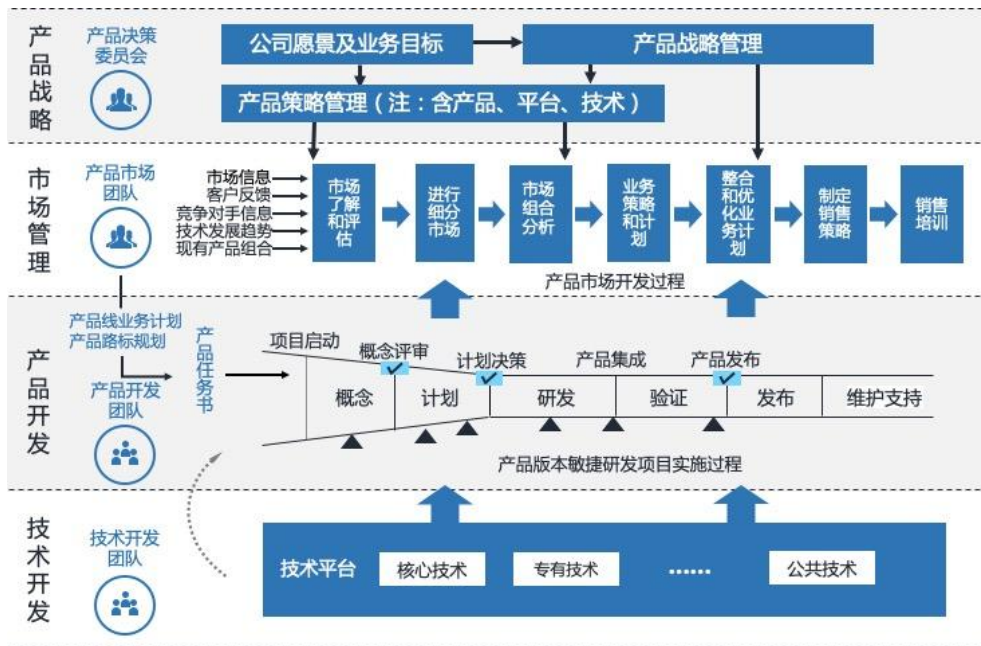 产品战略
产品决策
委员会
公司愿景及业务目标
产品战略管理
产品策略管理（注：含产品、平台、技术）
市场管理
产品市场
团队
市场信息
客户反馈
竞争对手信息
技术发展趋势
现有产品组合
市场
了解
和评
估
进行
细分
市场
市场
组合
分析
业务
策略
和计
划
整合
和优
化业
务计
划
制定
销售
策略
销售
培训
产品市场开发过程
产品开发
产品线业务计划
产品路标规划
产品任务书
产品开发
团队
项目启动
概念评审
计划决策
产品集成
产品发布
概念
计划
研发
验证
发布
维护支持
产品版本敏捷研发项目实施过程
技术开发
技术开发
团队
技术平台
核心技术
专有技术
......
公共技术